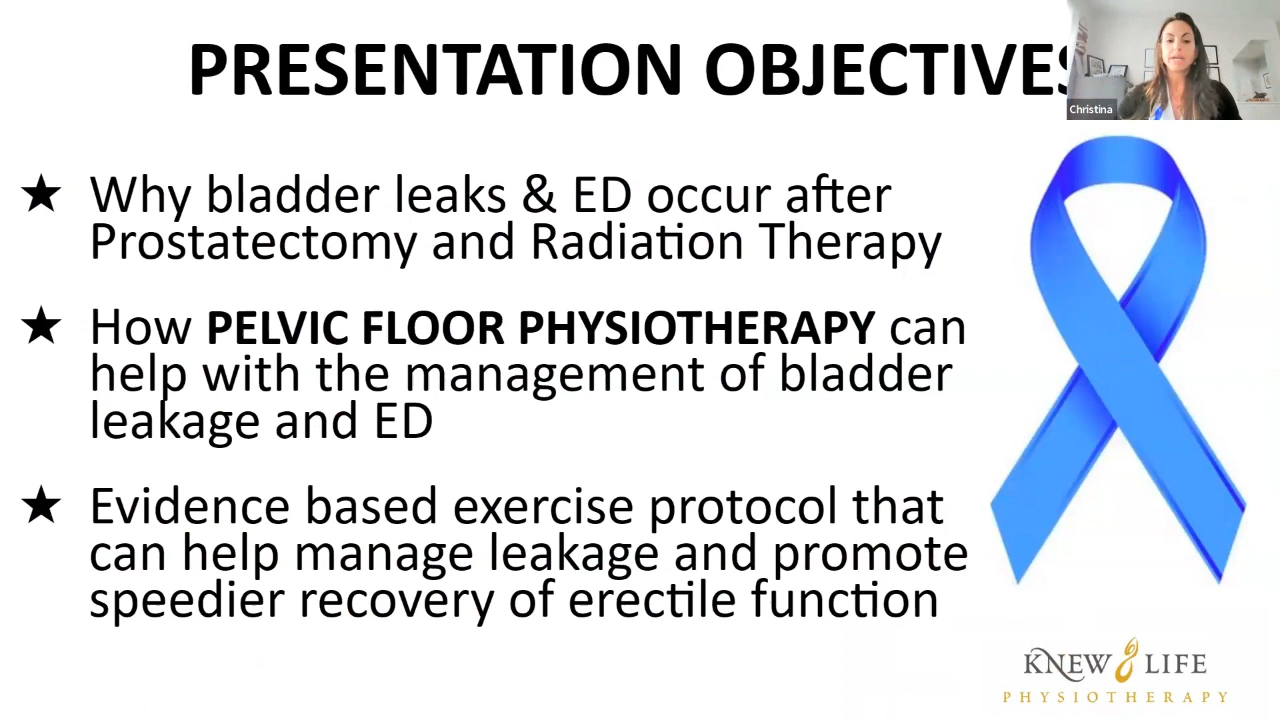 PRESENTATION OBJECTIVES
Christina
★ Why bladder leaks & ED occur after
Prostatectomy and Radiation Therapy
★ How PELVIC FLOOR PHYSIOTHERAPY can
help with the management of bladder
leakage and ED
★ Evidence based exercise protocol that
can help manage leakage and promote
speedier recovery of erectile function
KNEW LIFE
PHYSIOTHERAPY